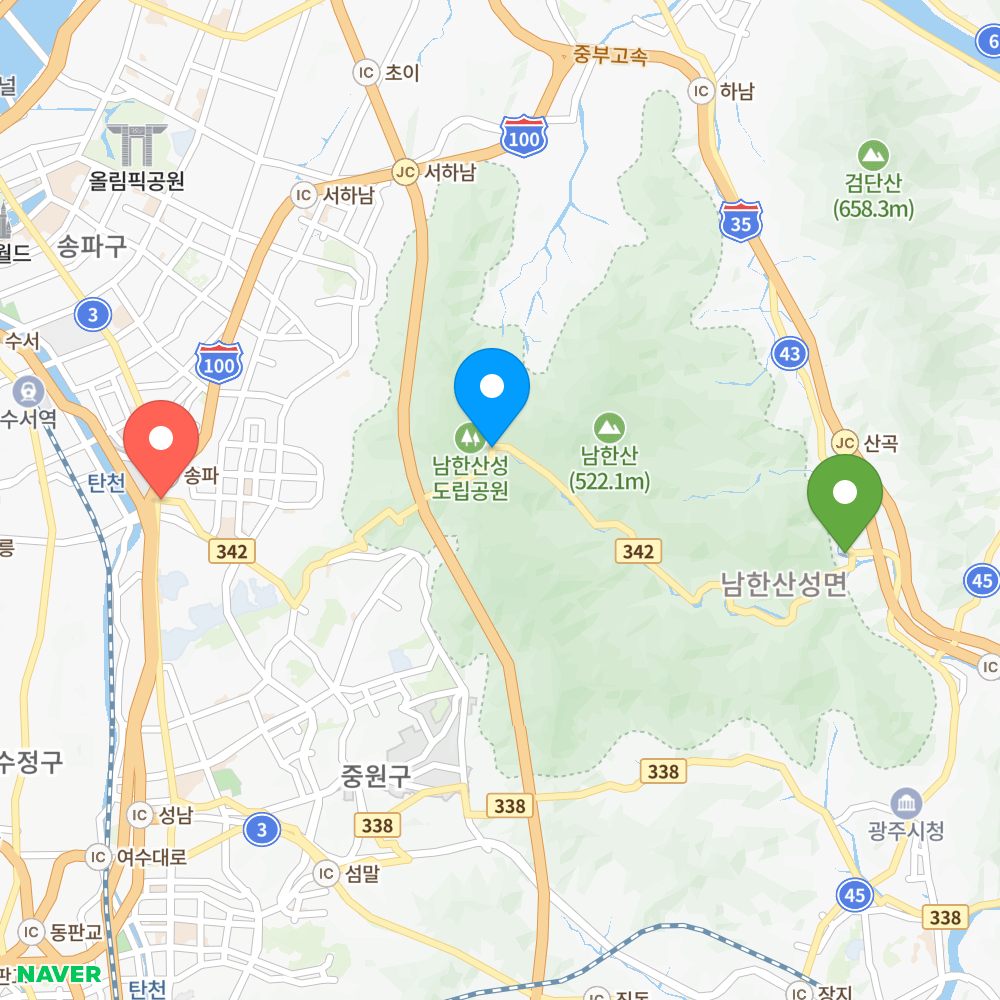 중부고속
6
IC 초이
IC 하남
널
100
올림픽공원
JC 서하남
IC 서하남
검단산
(658.3m)
35
월드
송파구
3
수서
100
43
수서역
JC 산곡
남한산성
도립공원
남한산
(522.1m)
탄천
송파
342
342
릉
남한산성면
45
IC
수정구
중원구
338
338
338
IC 성남
3
광주시청
IC 여수대로
IC 섬말
45
338
IC 동판교
판교
NAVER
탄천
IC 직동
IC 장지